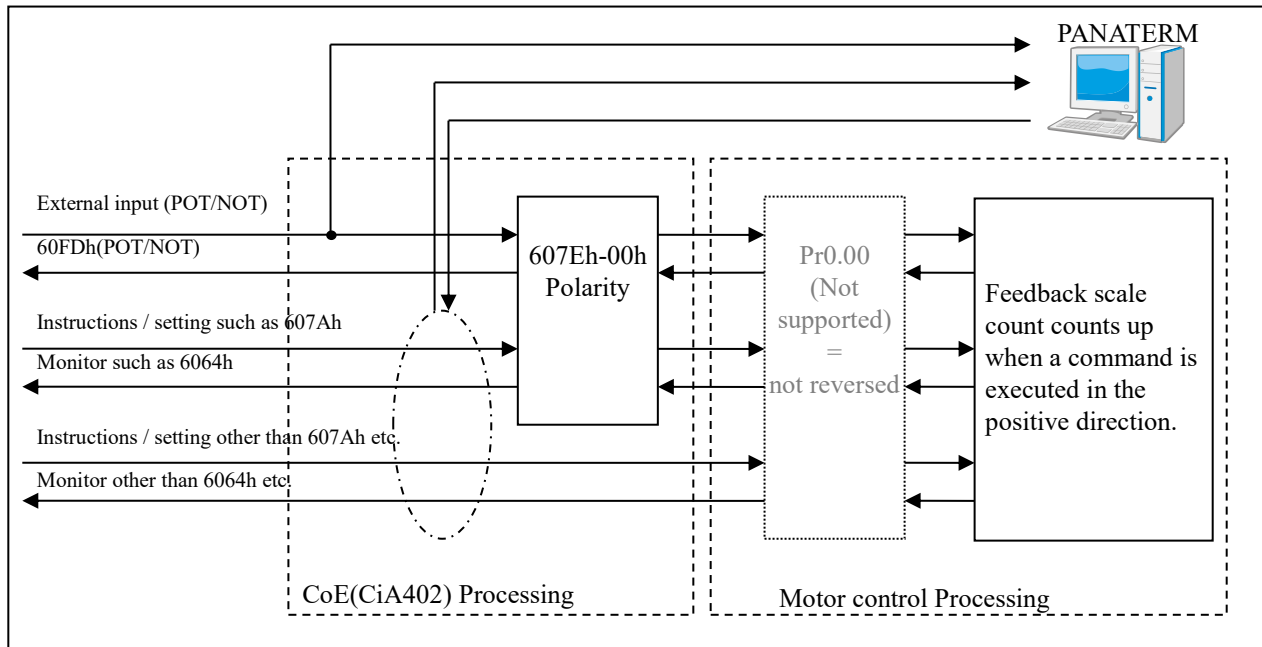 PANATERM
External input (POT/NOT)
60FDh(POT/NOT)
607Eh-00h
Polarity
Instructions / setting such as 607Ah
Monitor such as 6064h
Instructions / setting other than 607Ah etc.
Monitor other than 6064h etc.
Pr0.00
(Not
supported)
=
not reversed
Feedback scale
count counts up
when a command is
executed in the
positive direction.
CoE(CiA402) Processing
Motor control Processing